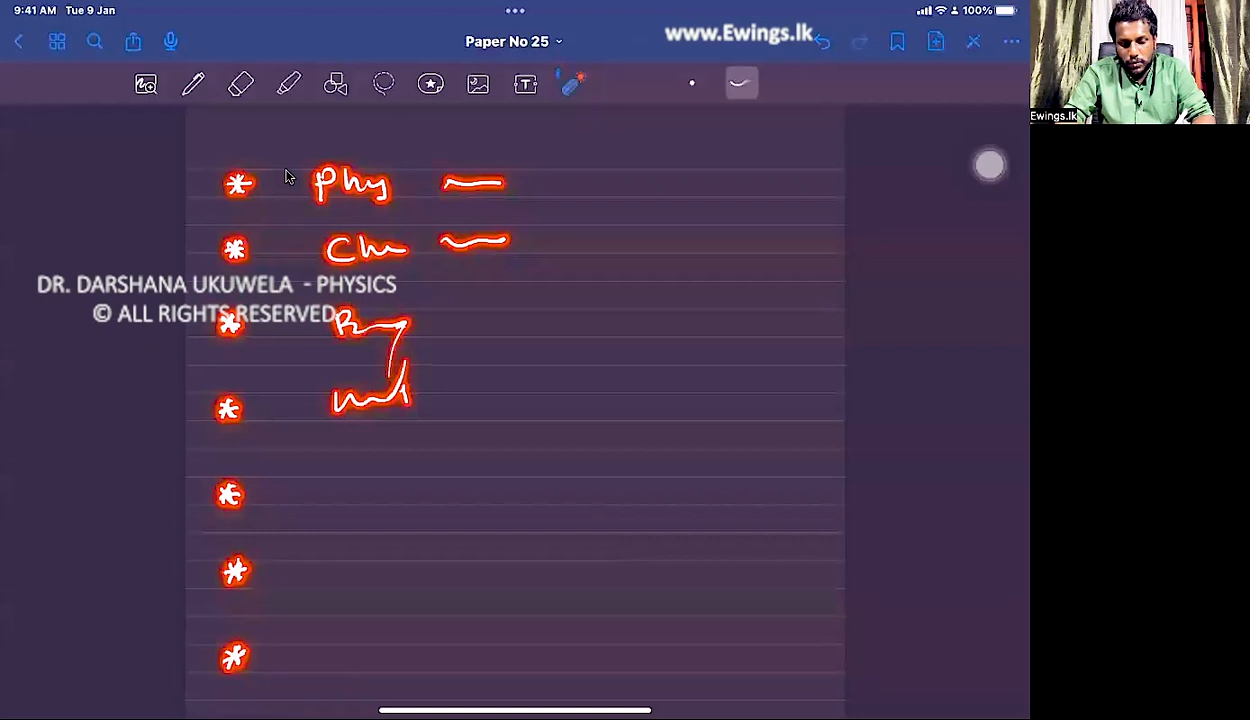 9:41 AM Tue 9 Jan
100%
Paper No 25
www.Ewings.lk
T
Ewings.lk
* Phy —
* Che —
DR. DARSHANA UKUWELA - PHYSICS
© ALL RIGHTS RESERVED
*
*
*
*
*